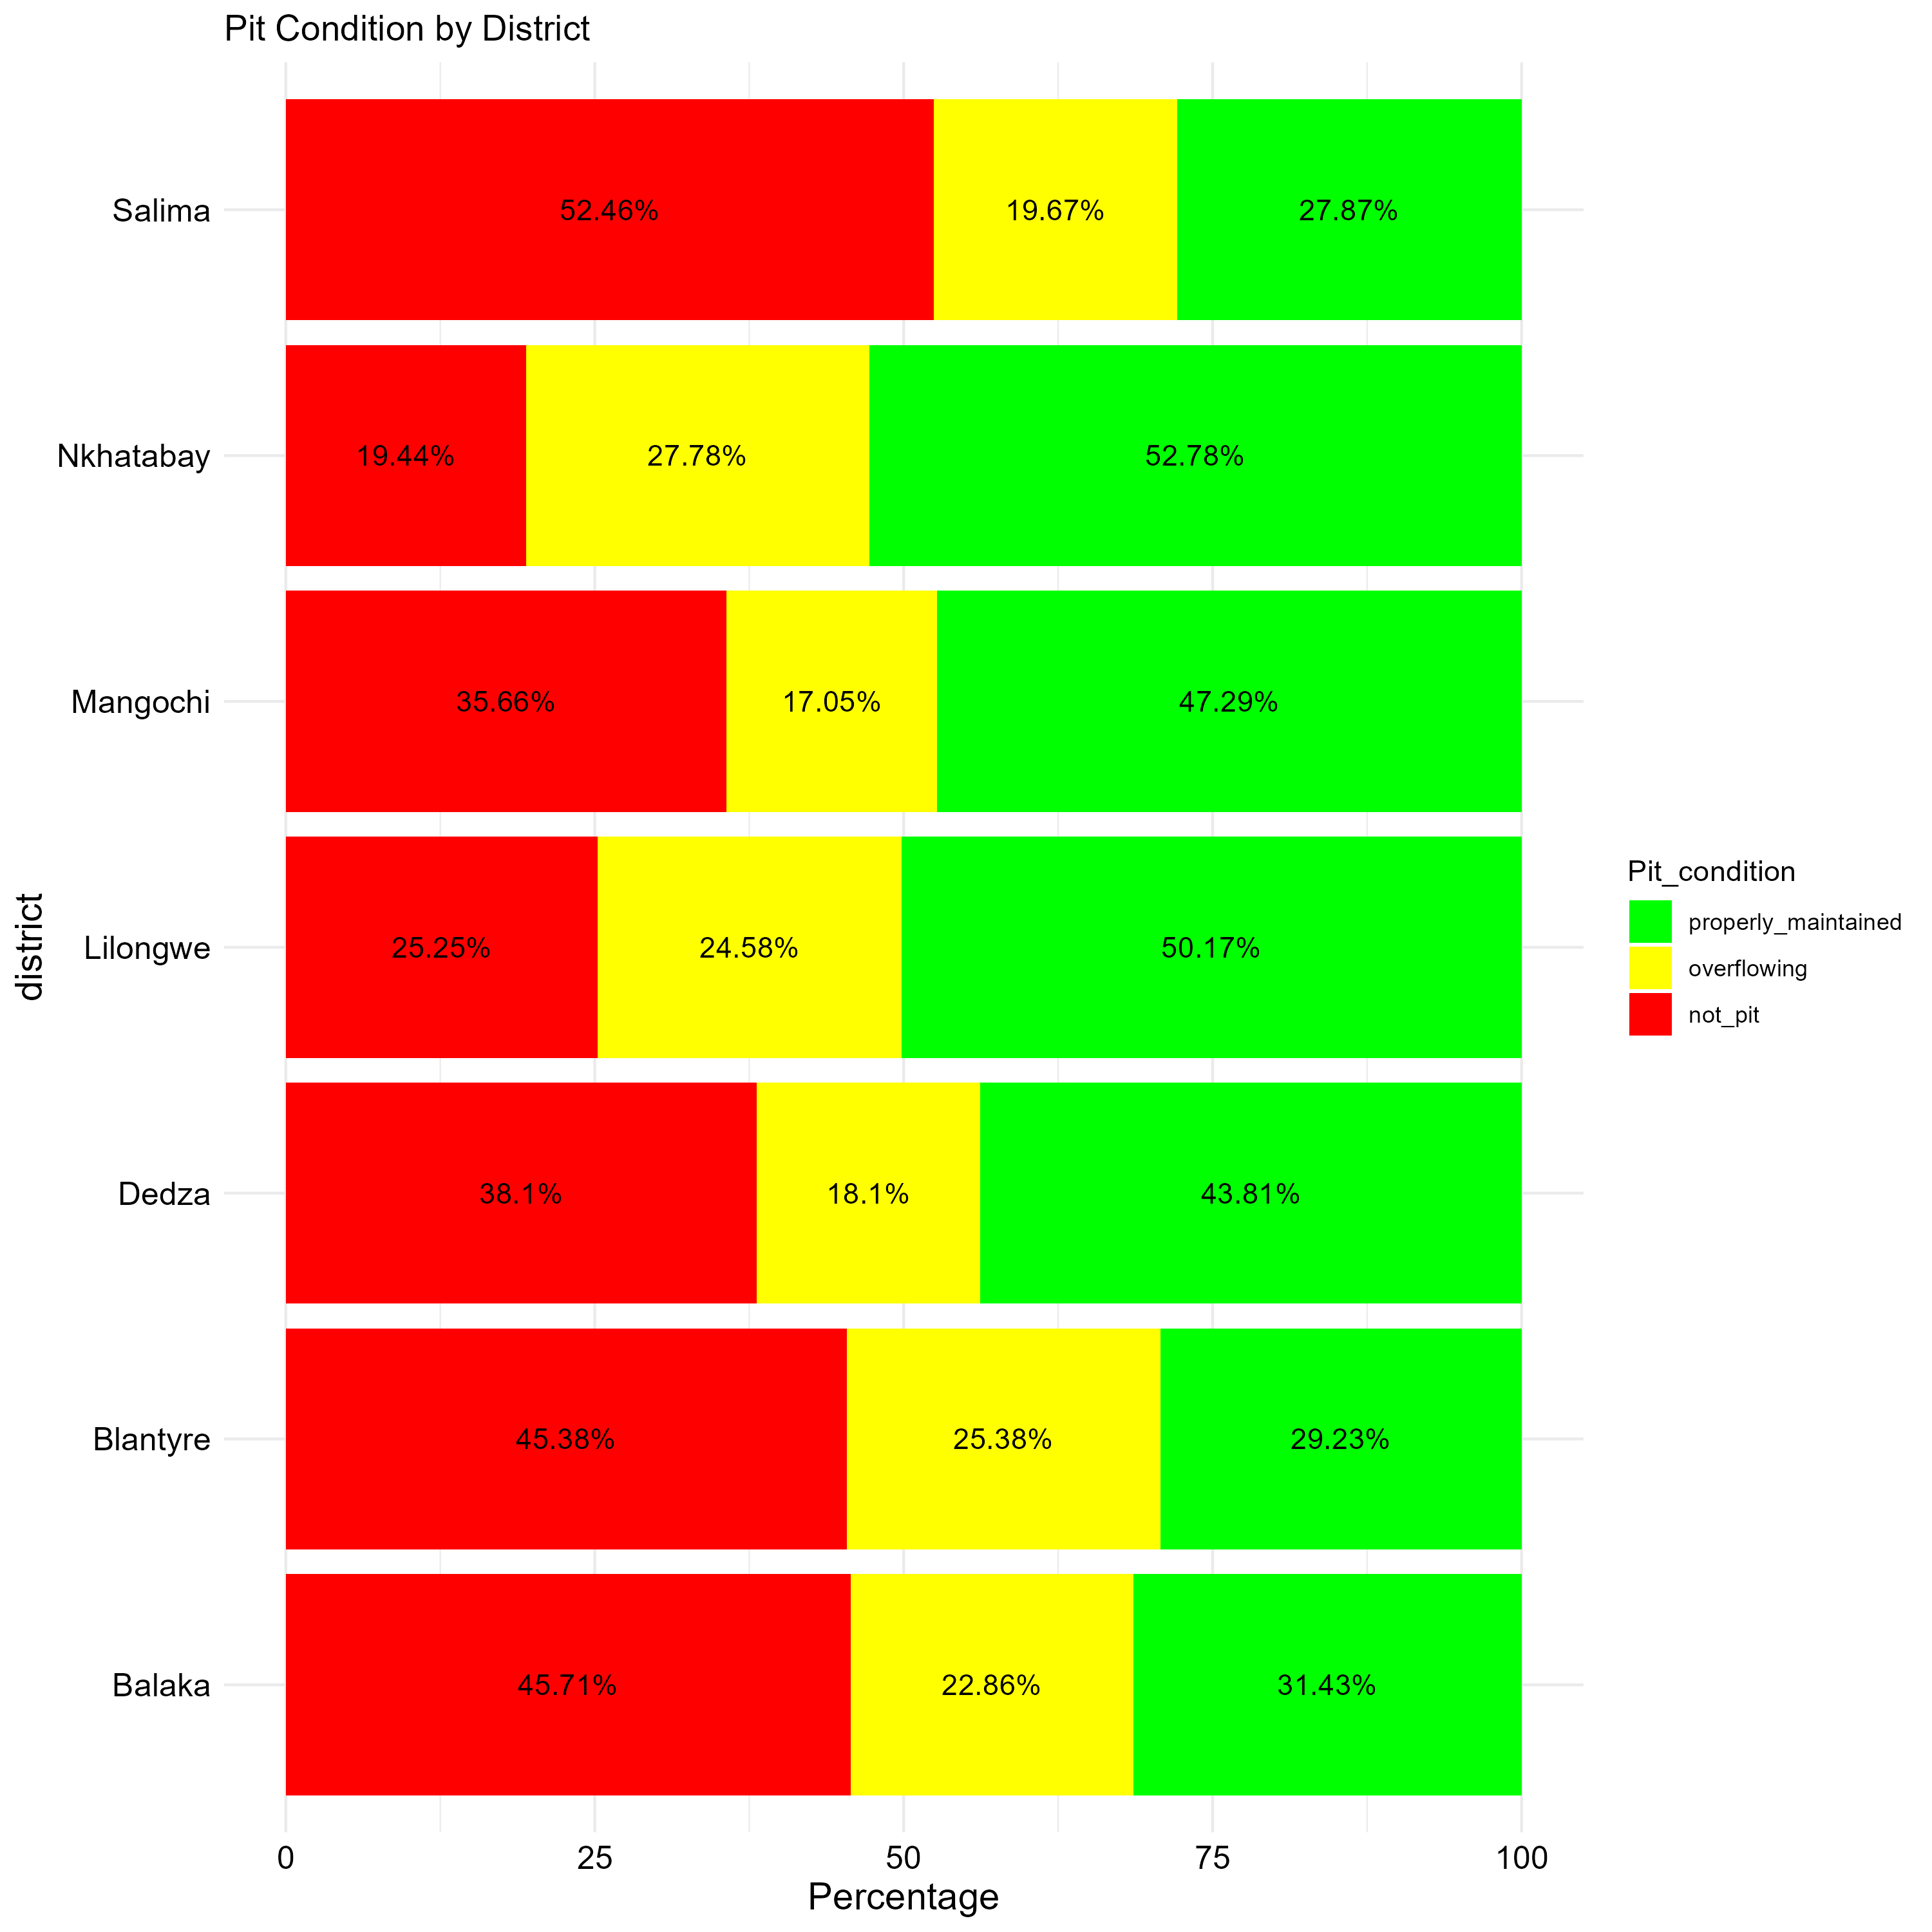 Pit Condition by District
Salima
52.46%
19.67%
27.87%
Nkhatabay
19.44%
27.78%
52.78%
Mangochi
35.66%
17.05%
47.29%
Lilongwe
25.25%
24.58%
50.17%
Dedza
38.1%
18.1%
43.81%
Blantyre
45.38%
25.38%
29.23%
Balaka
45.71%
22.86%
31.43%
0
25
50
75
100
Percentage
district
Pit_condition
properly_maintained
overflowing
not_pit